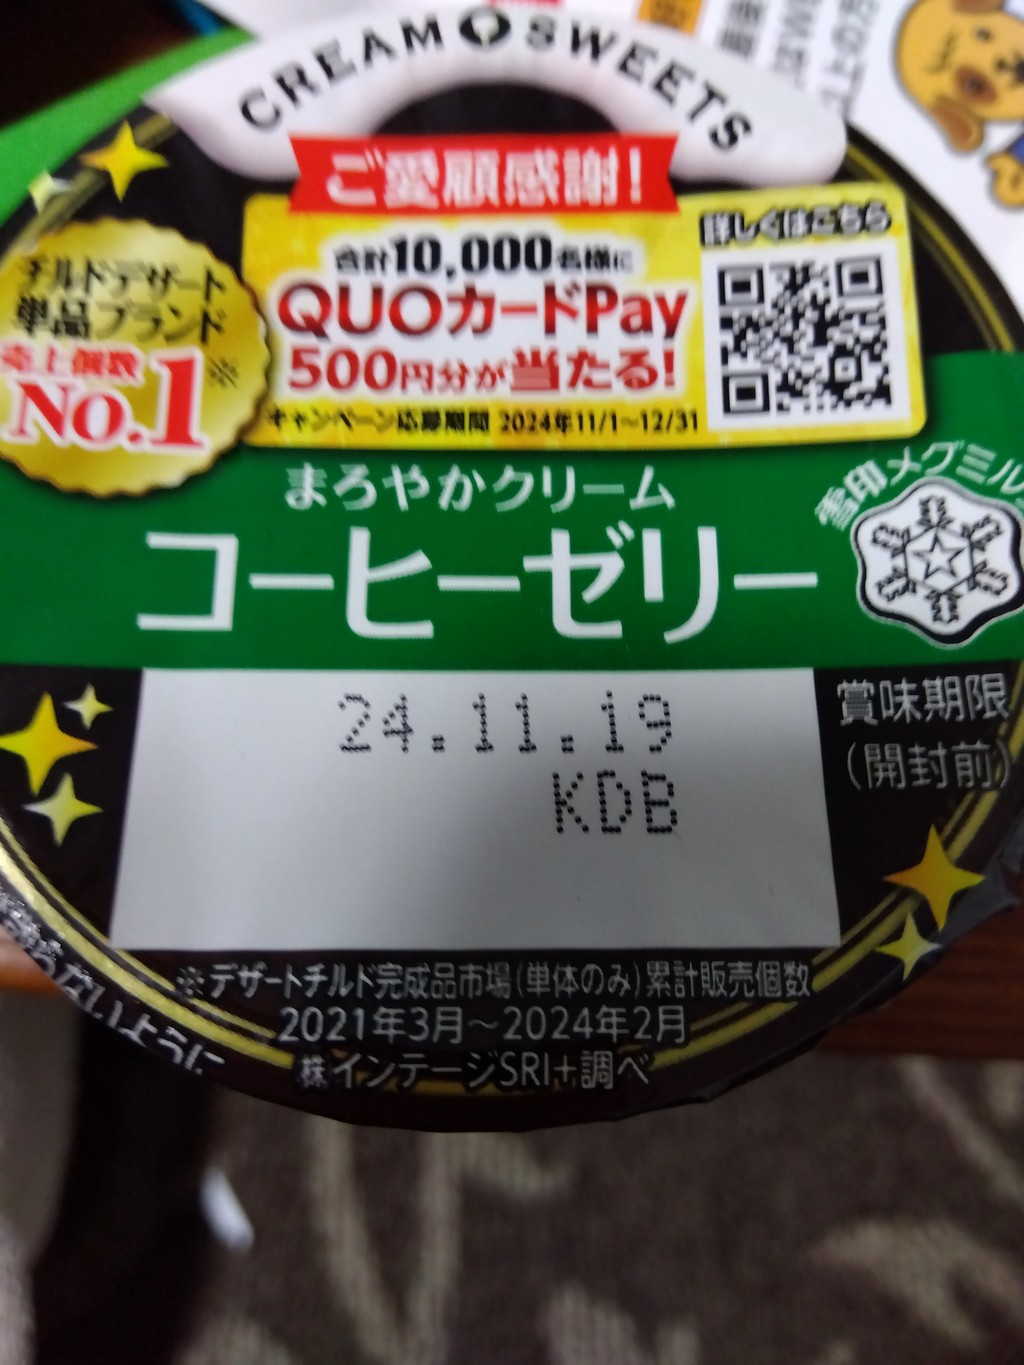 CREAM SWEETS
ご愛顧感謝!
合計10,000名様に
QUOカードPay
500円分が当たる!
キャンペーン応募期間 2024年11/1~12/31
詳しくはこちら
チルドデザート
単品ブランド
売上個数※
No.1
まろやかクリーム
コーヒーゼリー
雪印メグミル
24.11.19
KDB
賞味期限
(開封前)
※デザートチルド完成品市場(単体のみ)累計販売個数
2021年3月~2024年2月
㈱インテージSRI+調べ
ないように